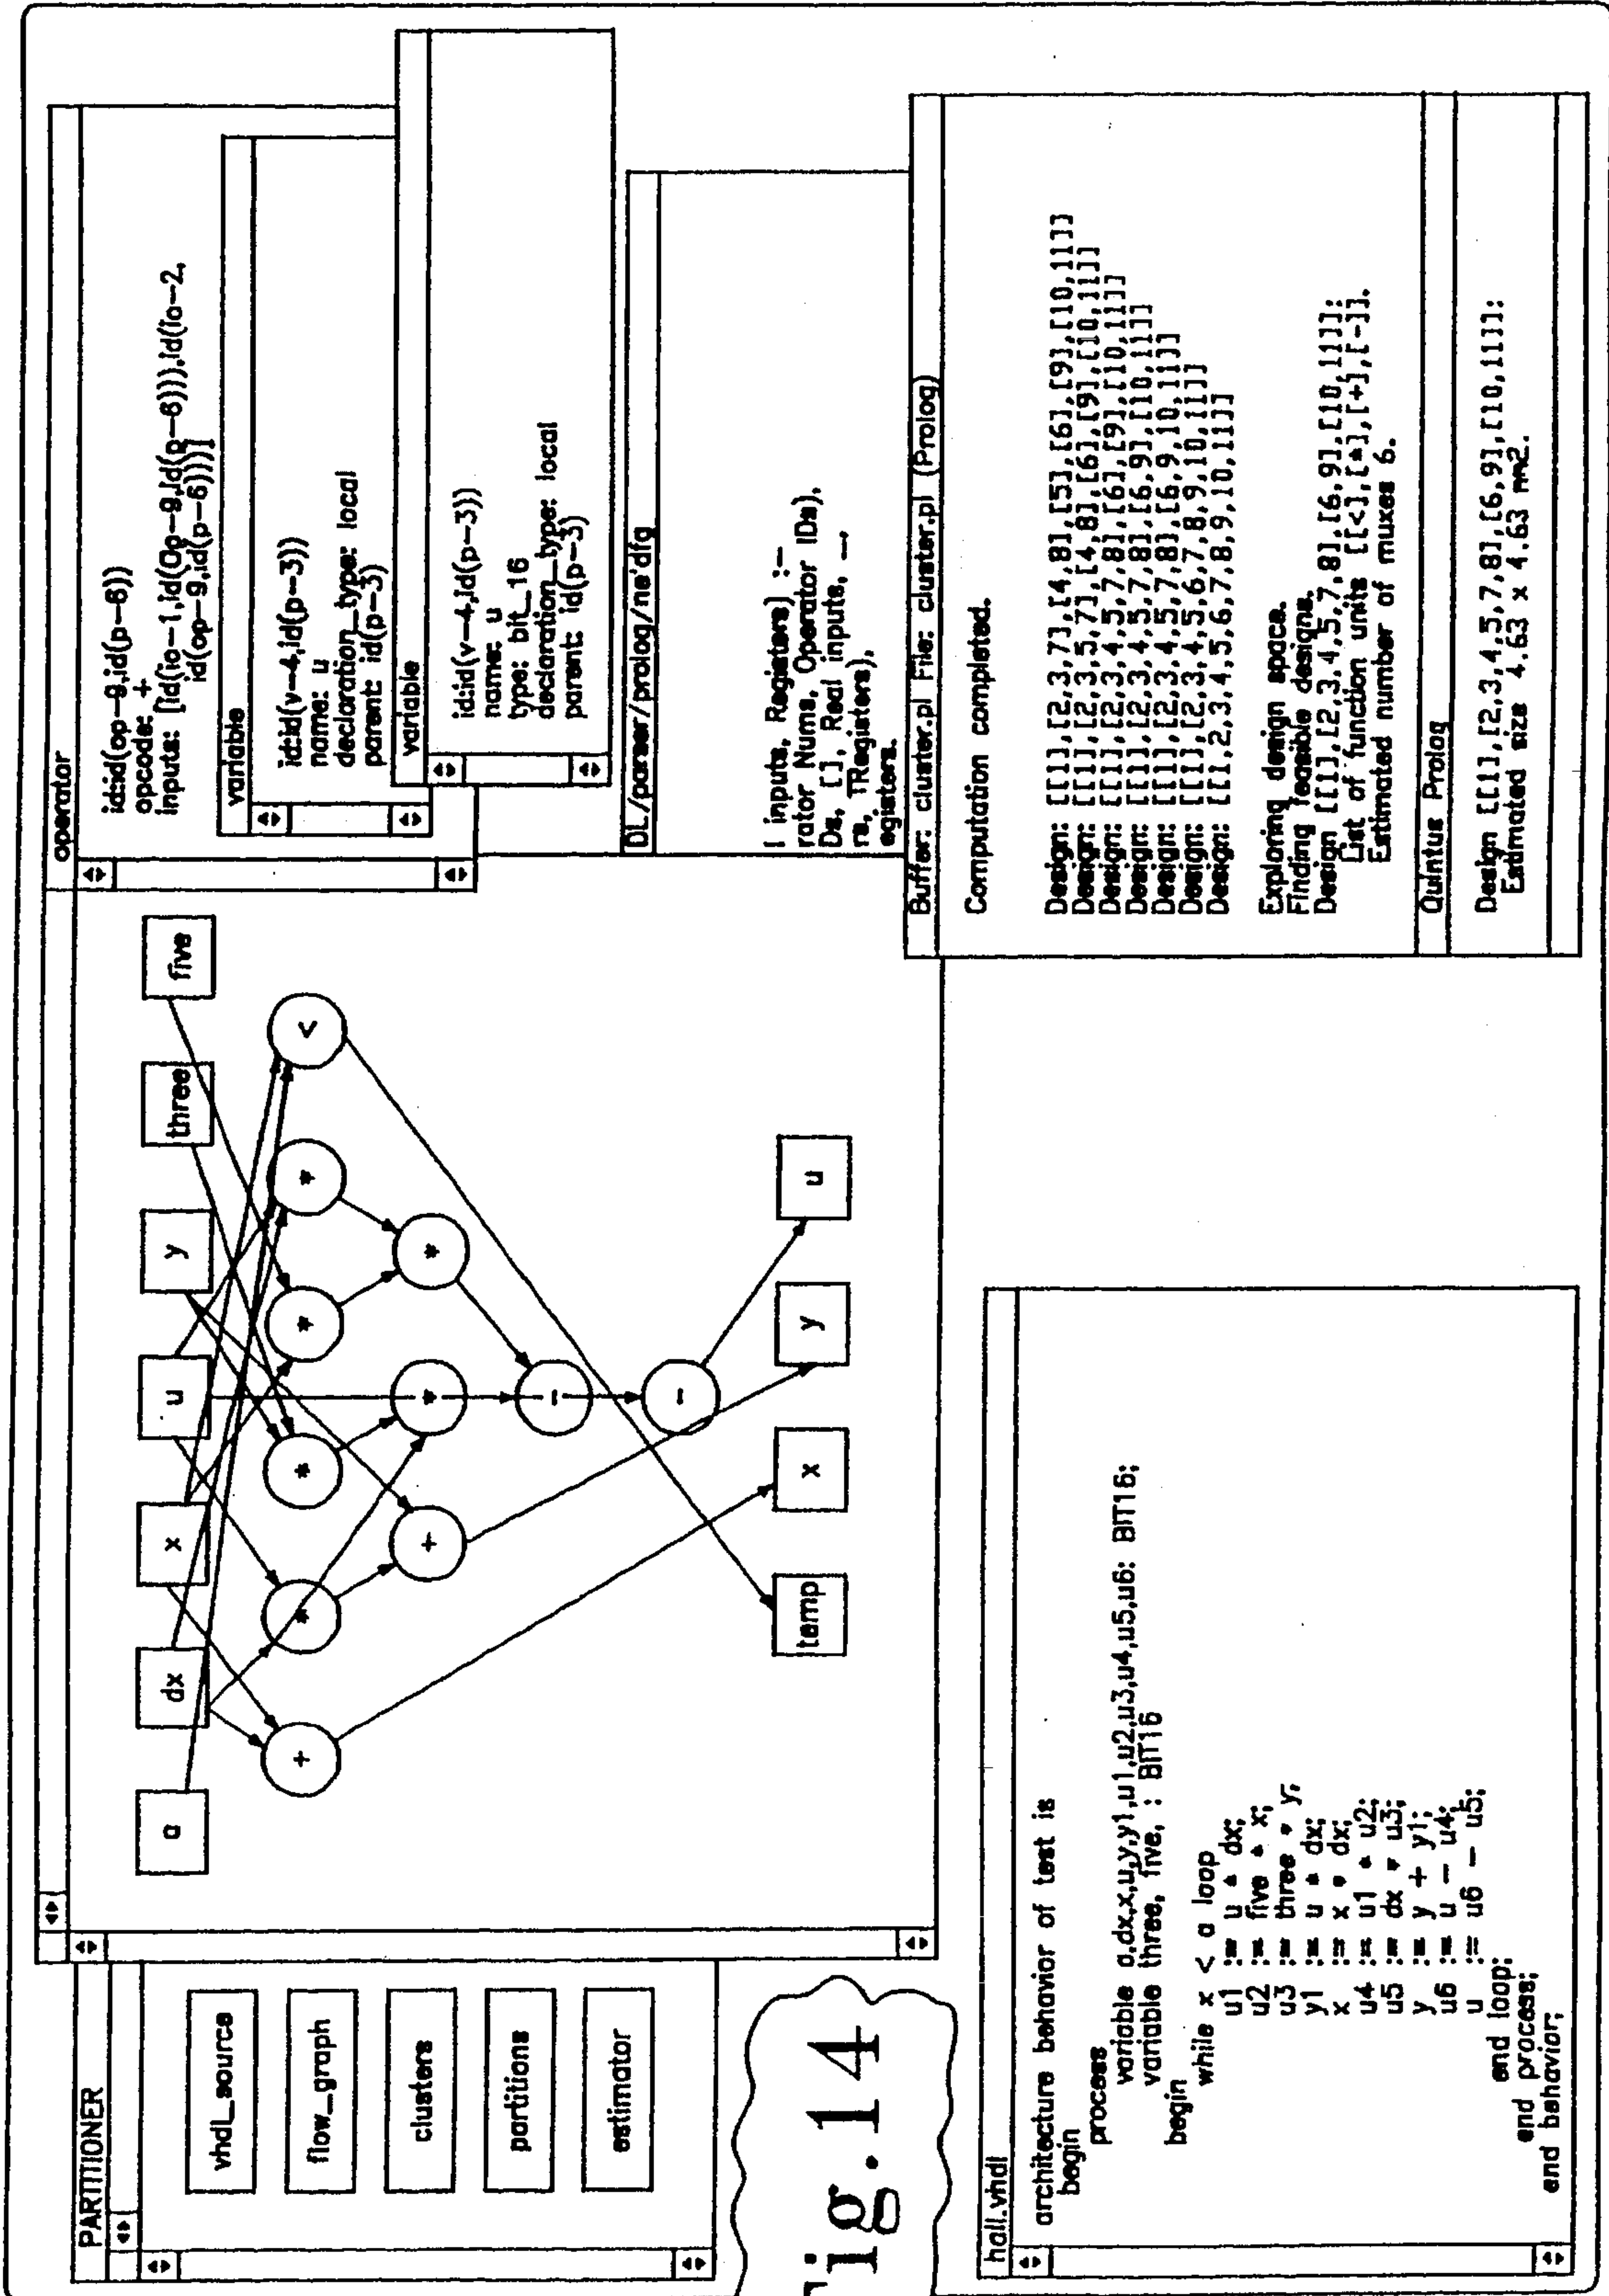 PARTITIONER
vhdl_source
flow_graph
clusters
partitions
estimator
a
dx
x
u
y
three
five
+
*
*
*
*
<
+
*
*
-
-
temp
x
y
u
operator
id:id(op-9,id(p-6))
opcode: +
inputs: [id(io-1,id(Op-9,id(p-6))),id(io-2,
id(op-9,id(p-6)))]
variable
id:id(v-4,id(p-3))
name: u
declaration_type: local
parent: id(p-3)
variable
id:id(v-4,id(p-3))
name: u
type: bit_16
declaration_type: local
parent: id(p-3)
DL/parser/prolog/ne'dfg
[ inputs, Registers) :-
rator Nums, Operator IDs),
Ds, [], Real inputs, _,
rs, TRegisters),
egisters.
Buffer: cluster.pl File: cluster.pl (Prolog)
Computation completed.
Design: [[1],[2,3,7],[4,8],[5],[6],[9],[10,11]]
Design: [[1],[2,3,5,7],[4,8],[6],[9],[10,11]]
Design: [[1],[2,3,4,5,7,8],[6],[9],[10,11]]
Design: [[1],[2,3,4,5,7,8],[6,9],[10,11]]
Design: [[1],[2,3,4,5,7,8],[6,9,10,11]]
Design: [[1],[2,3,4,5,6,7,8,9,10,11]]
Design: [[1,2,3,4,5,6,7,8,9,10,11]]
Exploring design space.
Finding feasible designs.
Design [[1],[2,3,4,5,7,8],[6,9],[10,11]]:
List of function units [[<],[*],[+],[-]].
Estimated number of muxes 6.
Quintus Prolog
Design [[1],[2,3,4,5,7,8],[6,9],[10,11]]:
Estimated size 4.63 x 4.63 mm2.
ig.14
hall.vhdl
architecture behavior of test is
begin
process
variable a,dx,x,u,y,y1,u1,u2,u3,u4,u5,u6: BIT16;
variable three, five, : BIT16
begin
while x < a loop
u1 := u * dx;
u2 := five * x;
u3 := three * y;
y1 := u * dx;
x := x * dx;
u4 := u1 * u2;
u5 := dx * u3;
y := y + y1;
u6 := u - u4;
u := u6 - u5;
end loop;
end process;
end behavior;